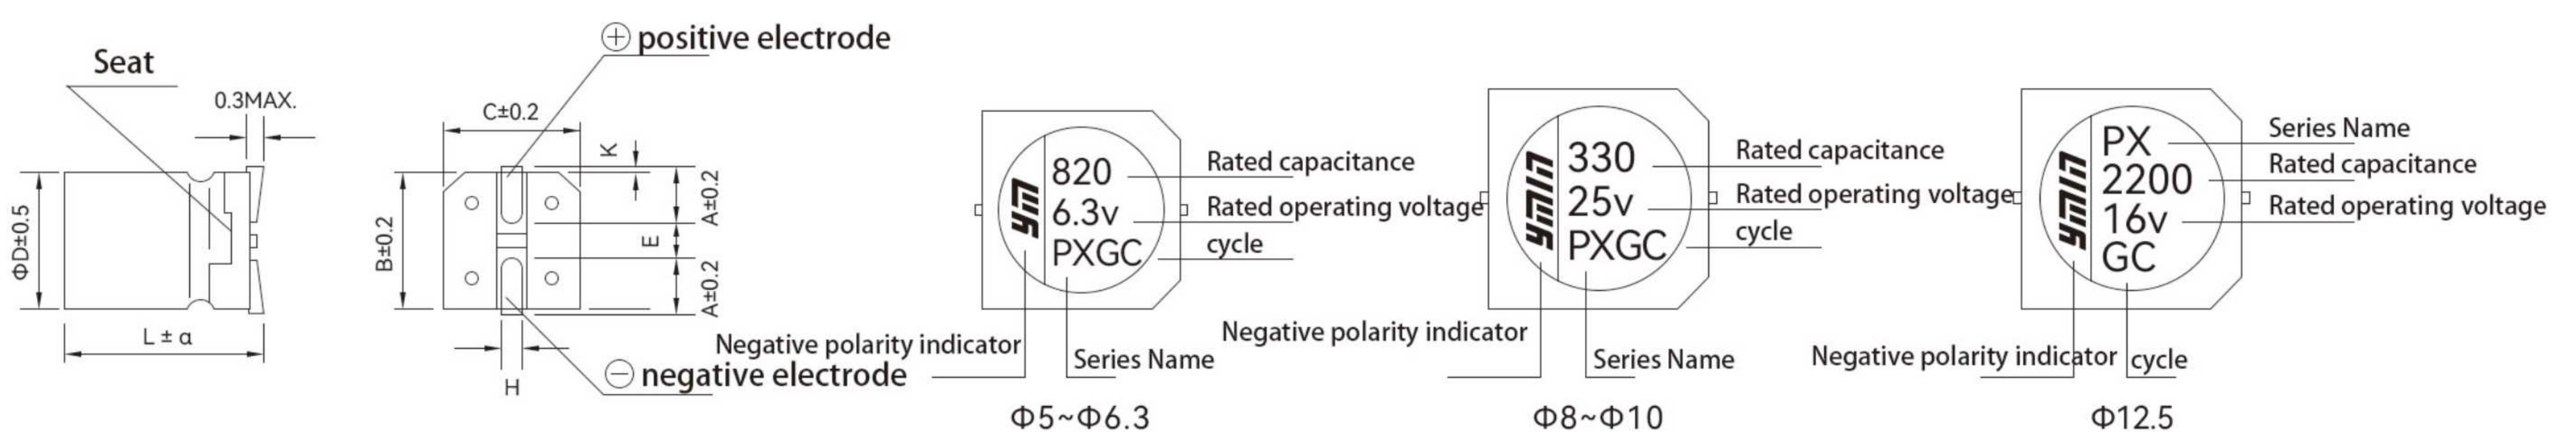 Seat
0.3MAX.
ΦD±0.5
L±α
⊕ positive electrode
C±0.2
K
A±0.2
B±0.2
E
A±0.2
H
⊖ negative electrode
ym
820
6.3v
PXGC
Rated capacitance
Rated operating voltage
cycle
Negative polarity indicator
Series Name
Φ5~Φ6.3
ymin
330
25v
PXGC
Rated capacitance
Rated operating voltage
cycle
Negative polarity indicator
Series Name
Φ8~Φ10
ymin
PX
2200
16v
GC
Series Name
Rated capacitance
Rated operating voltage
Negative polarity indicator
cycle
Φ12.5